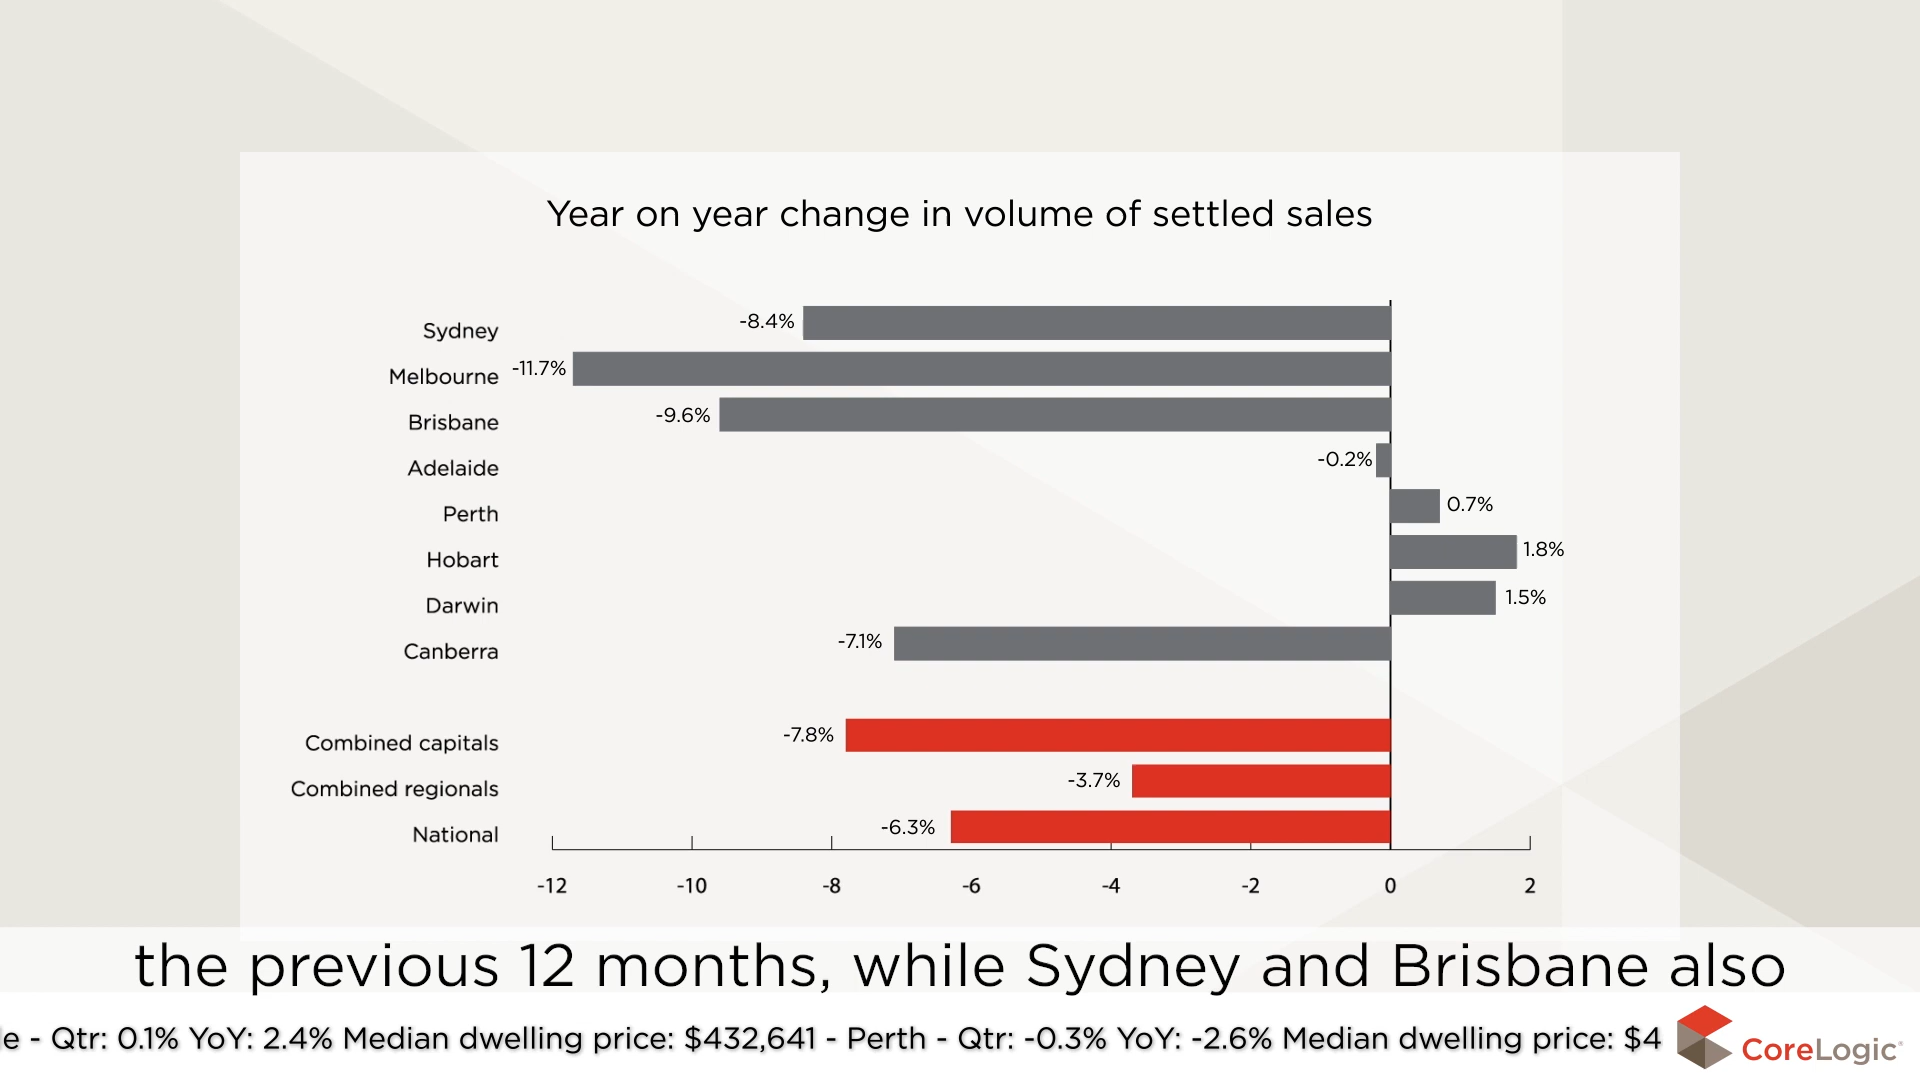 Year on year change in volume of settled sales
Sydney -8.4%
Melbourne -11.7%
Brisbane -9.6%
Adelaide -0.2%
Perth 0.7%
Hobart 1.8%
Darwin 1.5%
Canberra -7.1%
Combined capitals -7.8%
Combined regionals -3.7%
National -6.3%
-12 -10 -8 -6 -4 -2 0 2
the previous 12 months, while Sydney and Brisbane also
e - Qtr: 0.1% YoY: 2.4% Median dwelling price: $432,641 - Perth - Qtr: -0.3% YoY: -2.6% Median dwelling price: $4
CoreLogic